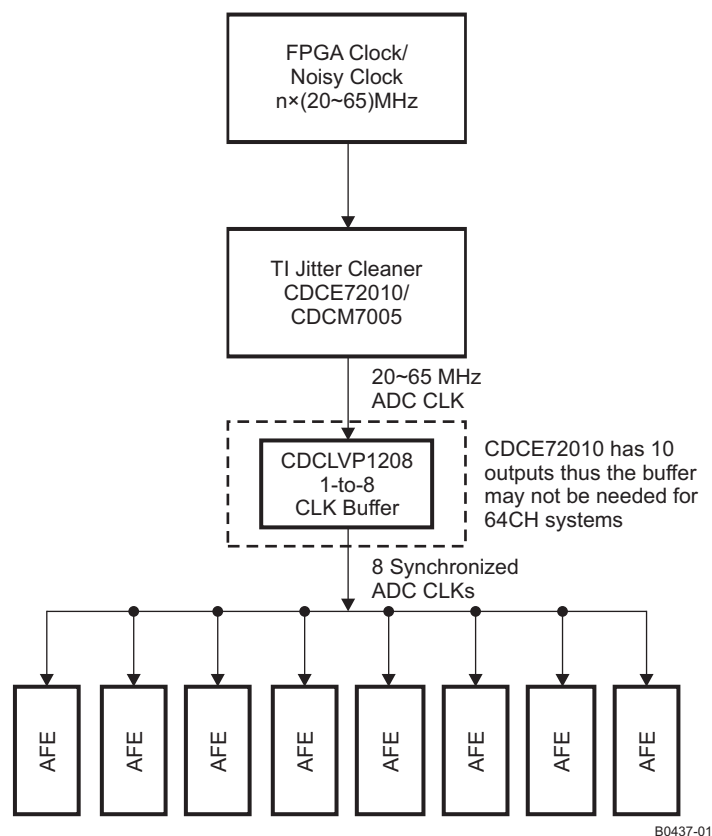 FPGA Clock/
Noisy Clock
n×(20~65)MHz
TI Jitter Cleaner
CDCE72010/
CDCM7005
20~65 MHz
ADC CLK
CDCLVP1208
1-to-8
CLK Buffer
CDCE72010 has 10
outputs thus the buffer
may not be needed for
64CH systems
8 Synchronized
ADC CLKs
AFE
AFE
AFE
AFE
AFE
AFE
AFE
AFE
B0437-01